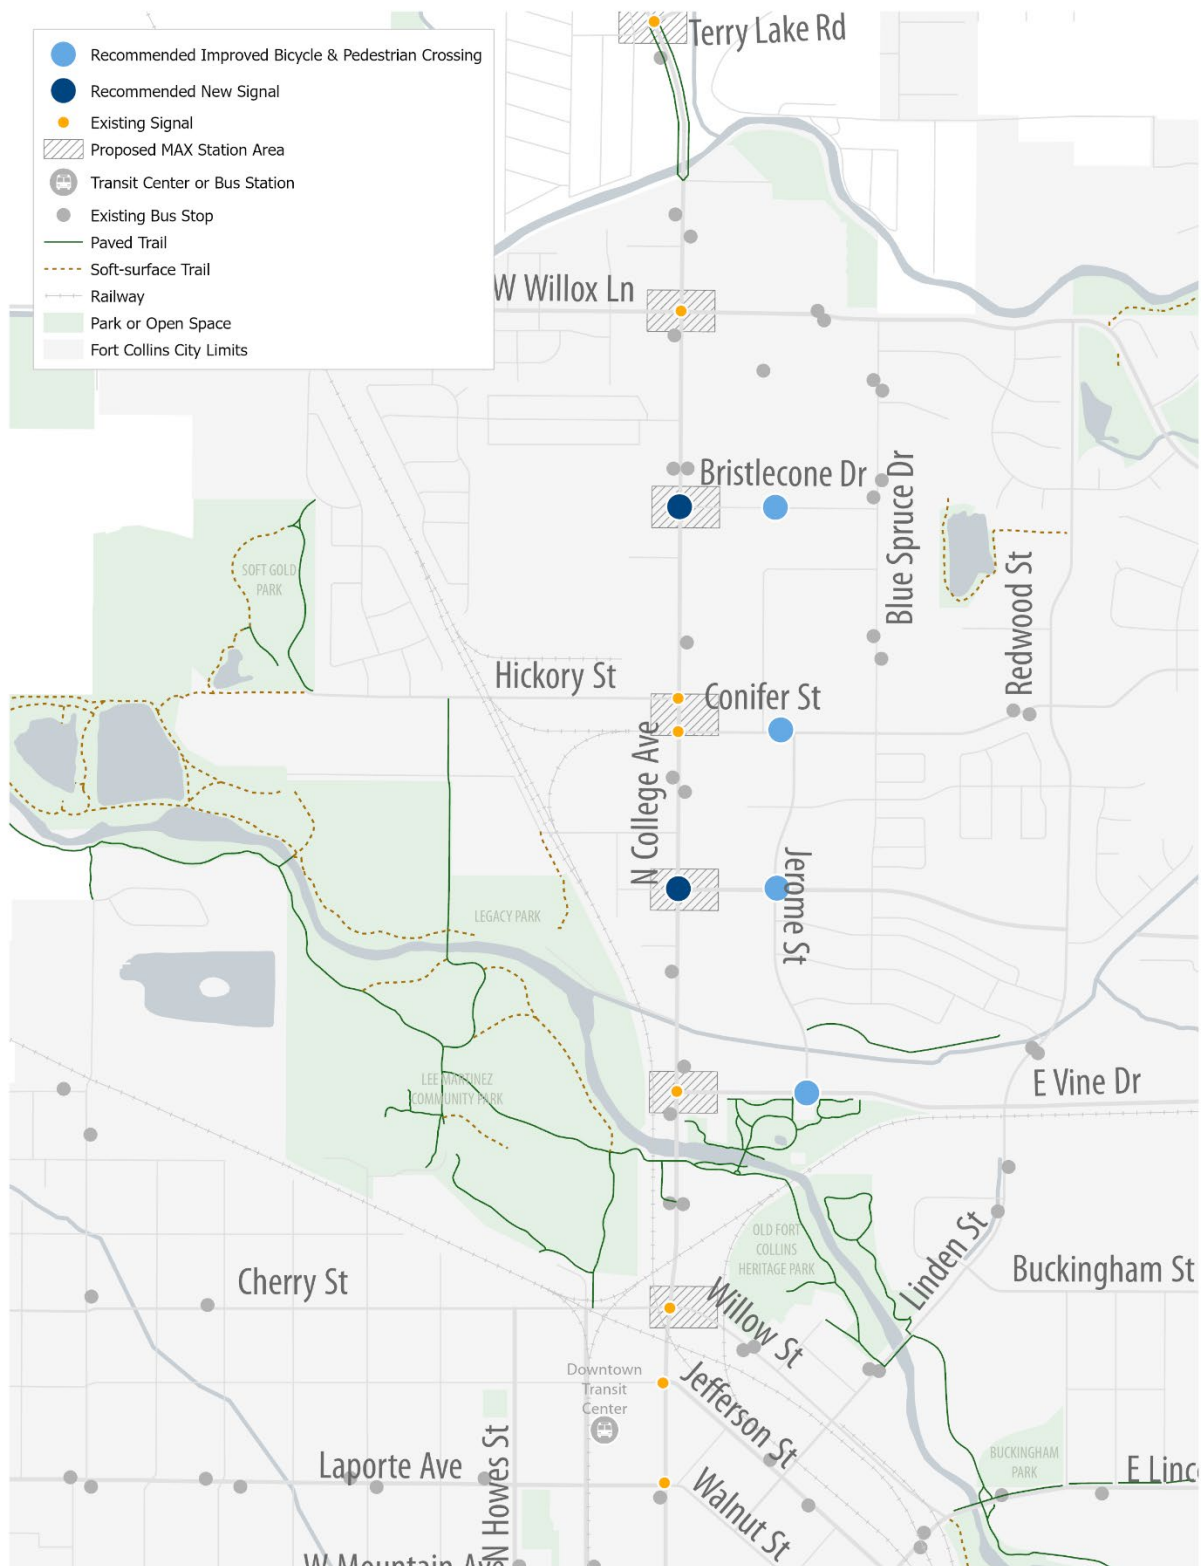 Terry Lake Rd
Recommended Improved Bicycle & Pedestrian Crossing
Recommended New Signal
Existing Signal
Proposed MAX Station Area
Transit Center or Bus Station
Existing Bus Stop
Paved Trail
Soft-surface Trail
Railway
Park or Open Space
Fort Collins City Limits
W Willox Ln
Bristlecone Dr
Blue Spruce Dr
SOFT GOLD
PARK
Redwood St
Hickory St
Conifer St
N College Ave
Jerome St
LEGACY PARK
E Vine Dr
LEE MARTINEZ
COMMUNITY PARK
OLD FORT
COLLINS
HERITAGE PARK
Linden St
Buckingham St
Cherry St
Willow St
Downtown
Transit
Center
Jefferson St
Laporte Ave
N Howes St
Walnut St
BUCKINGHAM
PARK
E Linc
W Mountain Ave